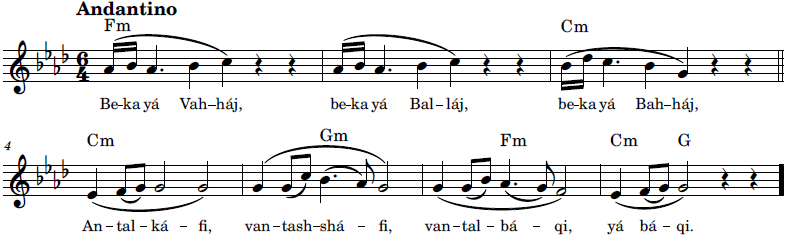 Andantino
Fm Cm
6
4
Be-ka yá Vah-háj, be-ka yá Bal-láj, be-ka yá Bah-háj,
4
Cm Gm Fm Cm G
An-tal-ká-fi, van-tash-shá-fi, van-tal-bá-qi, yá bá-qi.